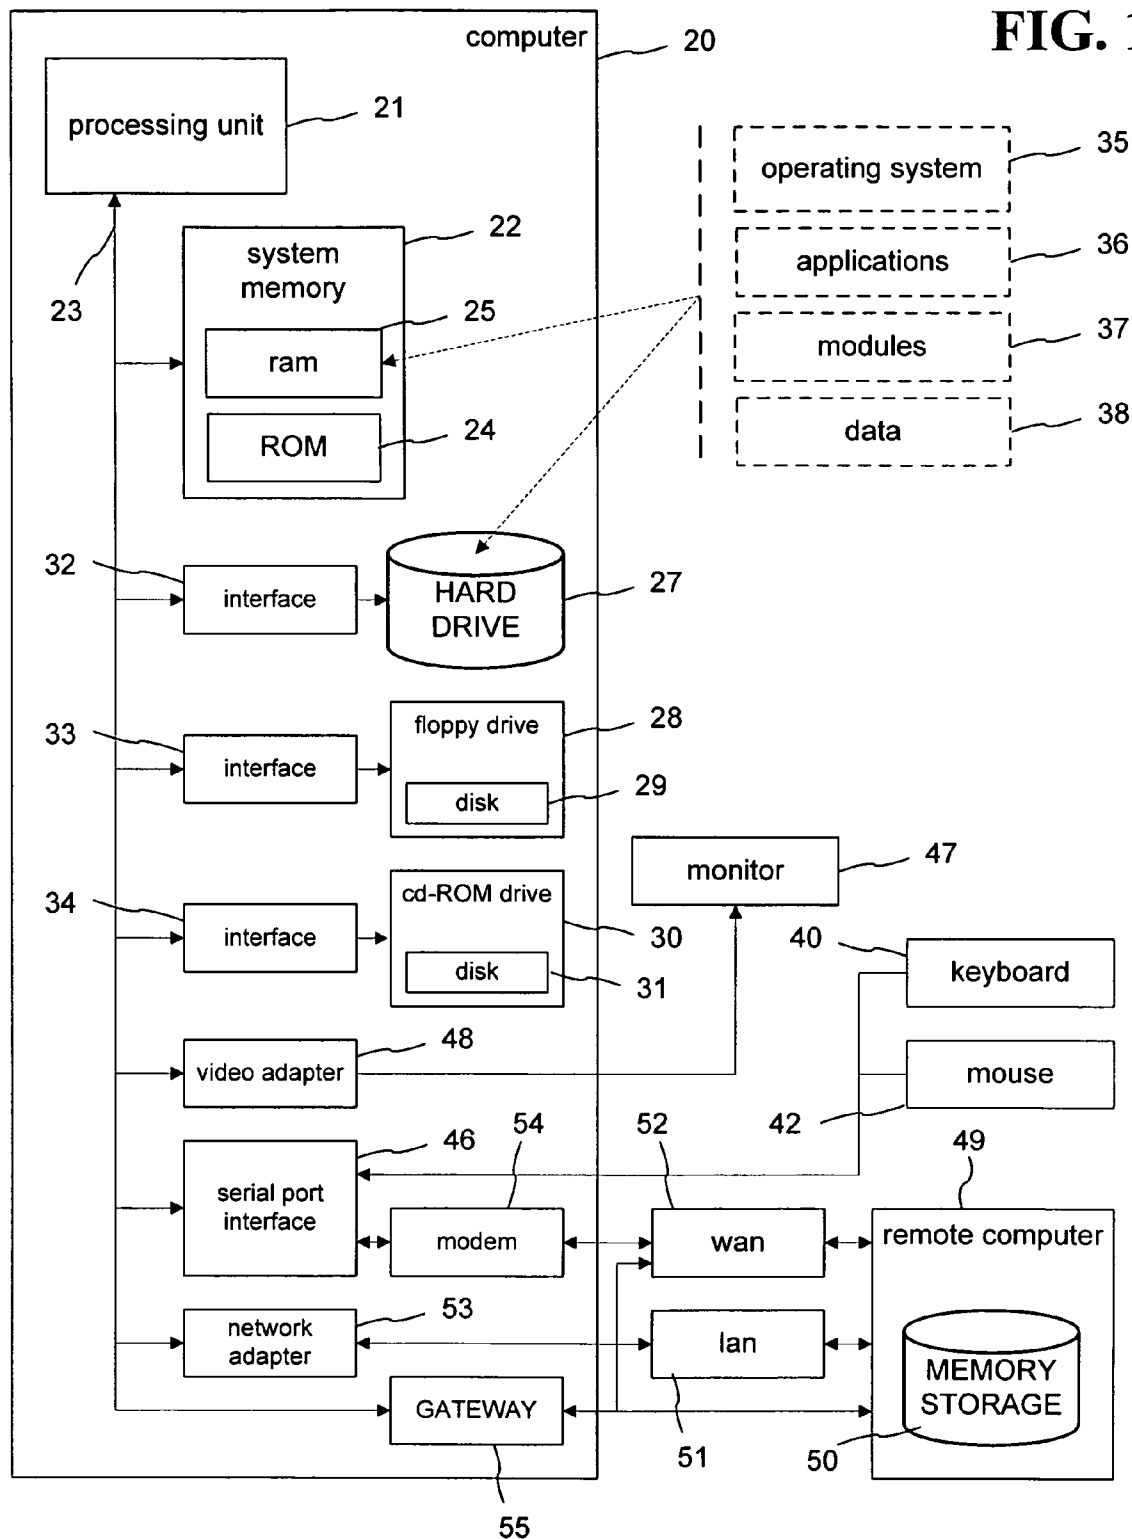 FIG. 1
computer
20
processing unit
21
35
operating system
22
system
memory
36
applications
23
25
ram
37
modules
24
ROM
38
data
32
interface
HARD
DRIVE
27
33
interface
floppy drive
28
disk
29
monitor
47
34
interface
cd-ROM drive
30
disk
31
40
keyboard
48
video adapter
mouse
42
46
54
52
49
serial port
interface
modem
wan
remote computer
53
network
adapter
lan
MEMORY
STORAGE
GATEWAY
51
50
55